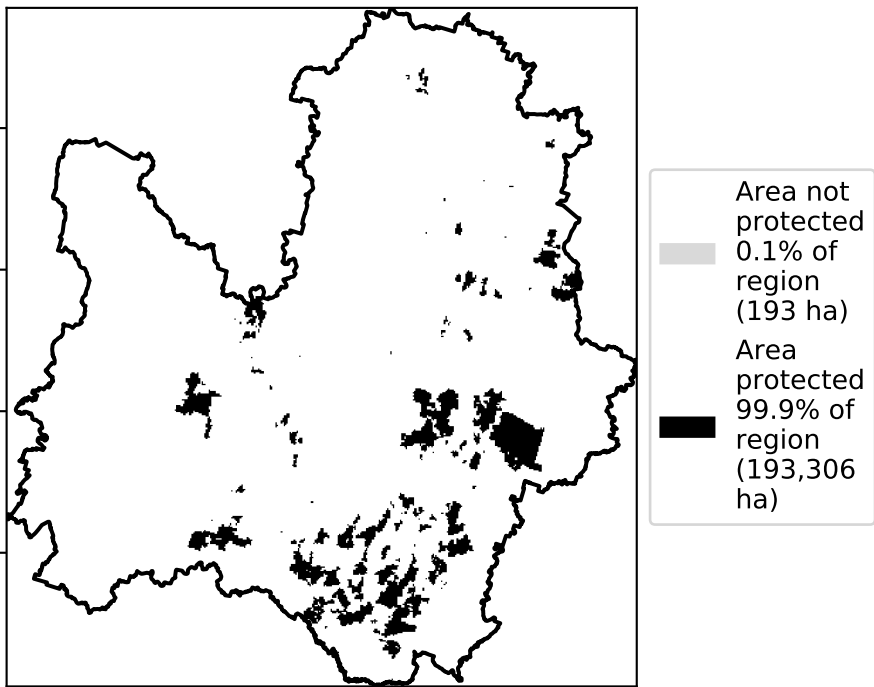 Area not
protected
0.1% of
region
(193 ha)
Area
protected
99.9% of
region
(193,306
ha)